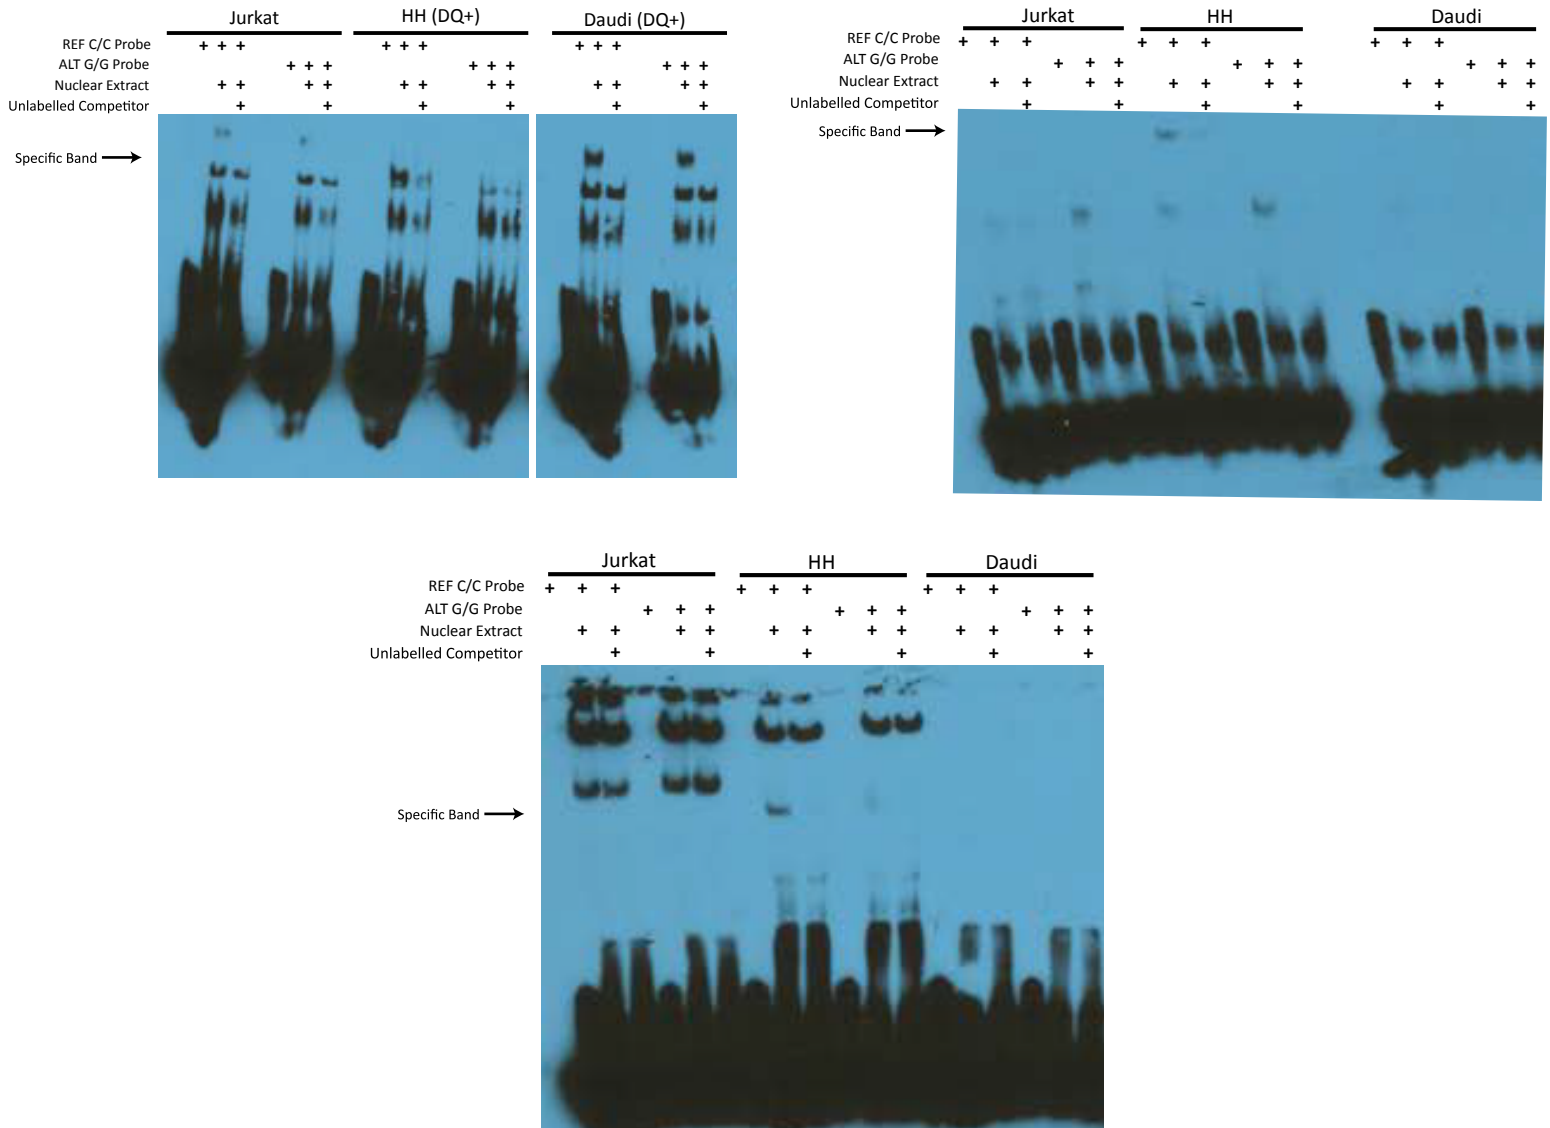 Jurkat HH (DQ+) Daudi (DQ+)
REF C/C Probe + + + + + + + + +
ALT G/G Probe + + + + + + + + +
Nuclear Extract + + + + + + + + + + + +
Unlabelled Competitor + + + + + +
Specific Band
Jurkat HH Daudi
REF C/C Probe + + + + + + + + +
ALT G/G Probe + + + + + + + + +
Nuclear Extract + + + + + + + + + + + +
Unlabelled Competitor + + + + + +
Specific Band
Jurkat HH Daudi
REF C/C Probe + + + + + + + + +
ALT G/G Probe + + + + + + + + +
Nuclear Extract + + + + + + + + + + + +
Unlabelled Competitor + + + + + +
Specific Band